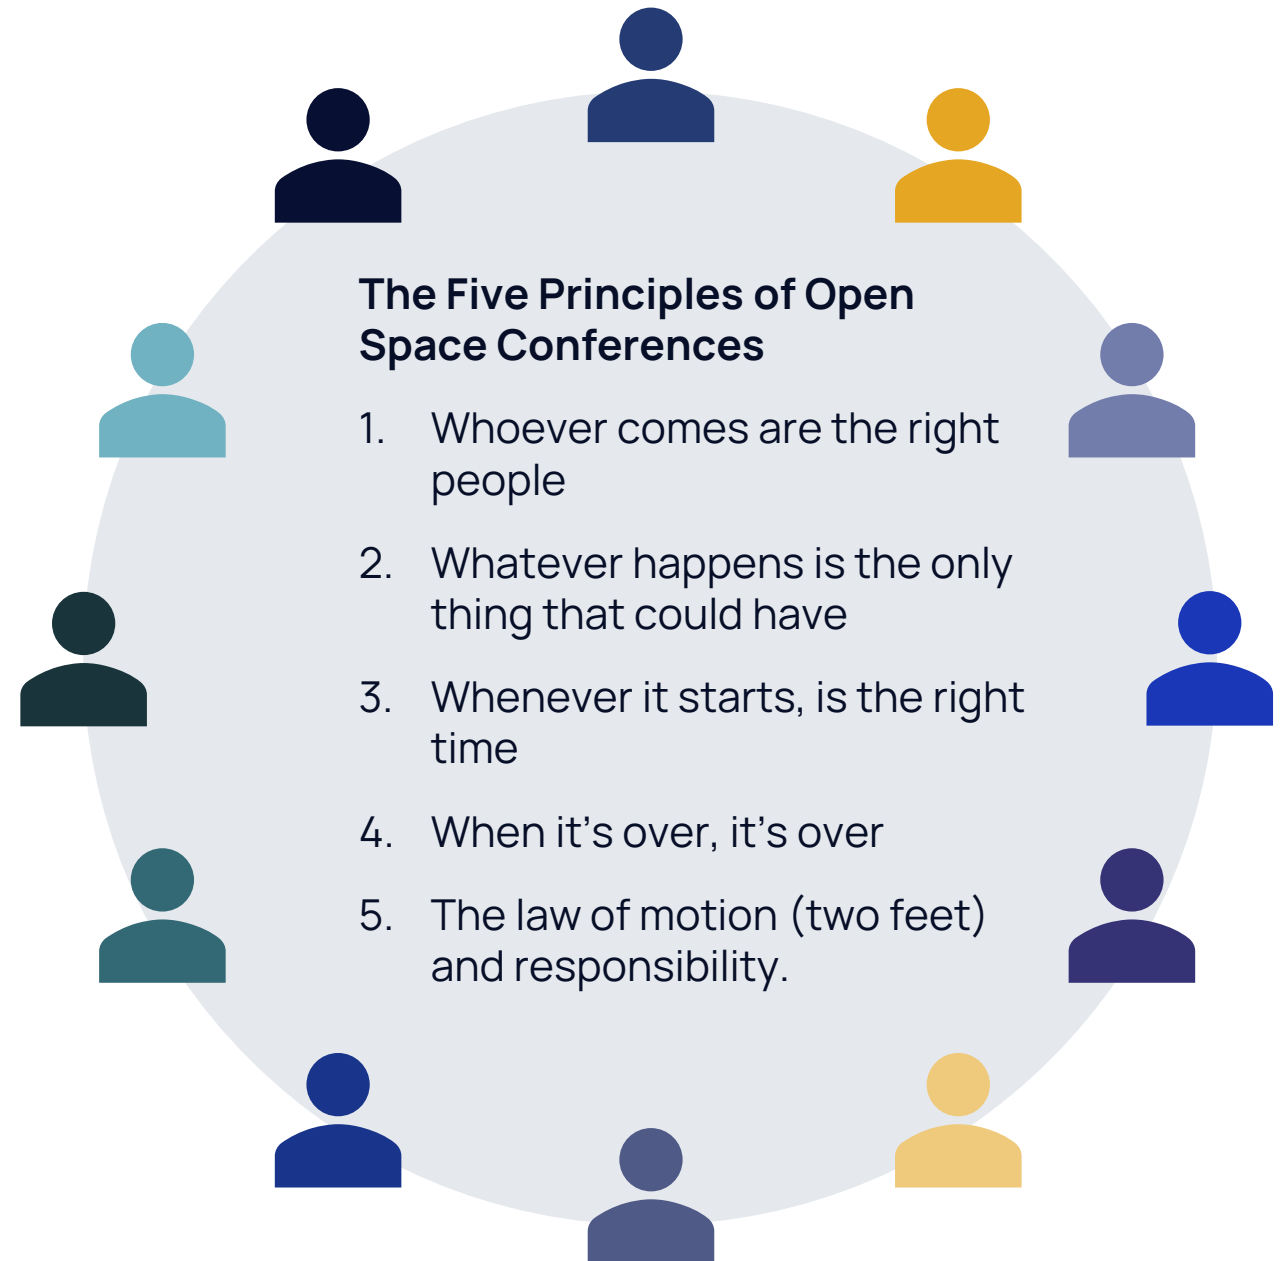 The Five Principles of Open
Space Conferences
1. Whoever comes are the right
people
2. Whatever happens is the only
thing that could have
3. Whenever it starts, is the right
time
4. When it’s over, it’s over
5. The law of motion (two feet)
and responsibility.